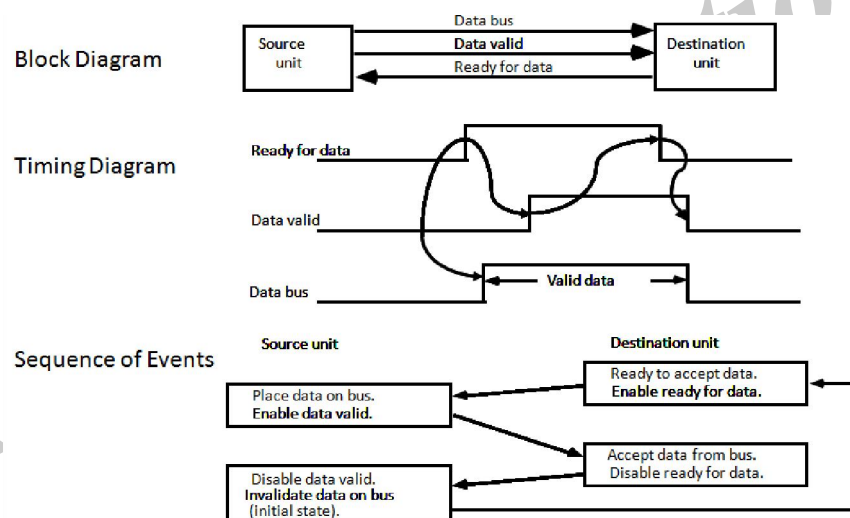 Block Diagram
Source
unit
Data bus
Data valid
Ready for data
Destination
unit
Timing Diagram
Ready for data
Data valid
Data bus
Valid data
Sequence of Events
Source unit
Destination unit
Ready to accept data.
Enable ready for data.
Place data on bus.
Enable data valid.
Accept data from bus.
Disable ready for data.
Disable data valid.
Invalidate data on bus
(initial state).